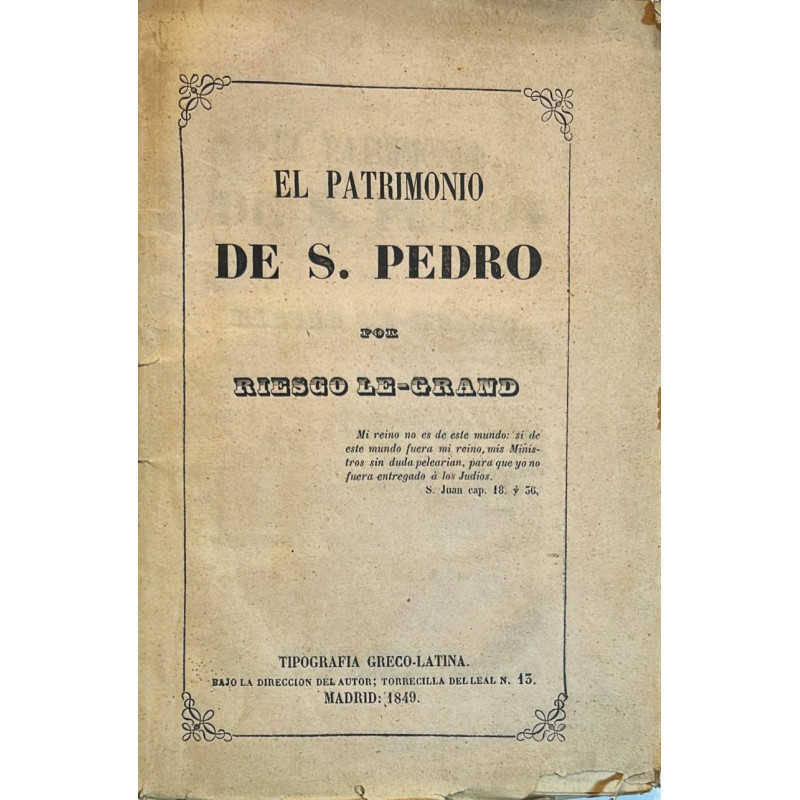 EL PATRIMONIO
DE S. PEDRO
POR
RIESGO LE-GRAND
Mi reino no es de este mundo: si de
este mundo fuera mi reino, mis Minis-
tros sin duda pelearian, para que yo no
fuera entregado à los Judios.
S. Juan cap. 18. ỳ 36,
TIPOGRAFIA GRECO-LATINA.
BAJO LA DIRECCION DEL AUTOR; TORRECILLA DEL LEAL N. 13.
MADRID: 1849.